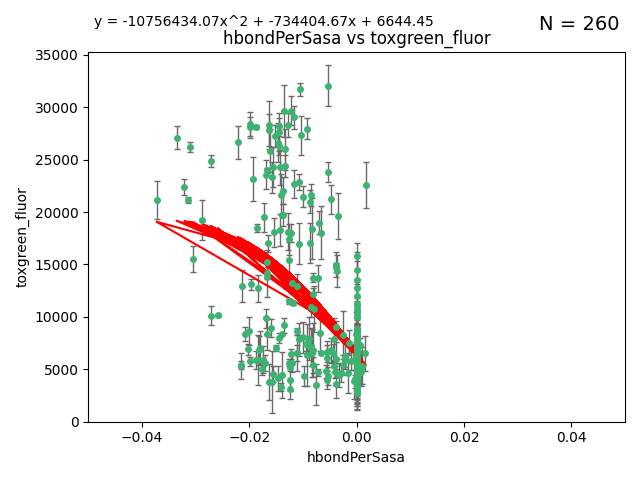 y = -10756434.07x^2 + -734404.67x + 6644.45
N = 260
hbondPerSasa vs toxgreen_fluor
35000
30000
25000
20000
15000
10000
5000
0
toxgreen_fluor
−0.04
−0.02
0.00
0.02
0.04
hbondPerSasa